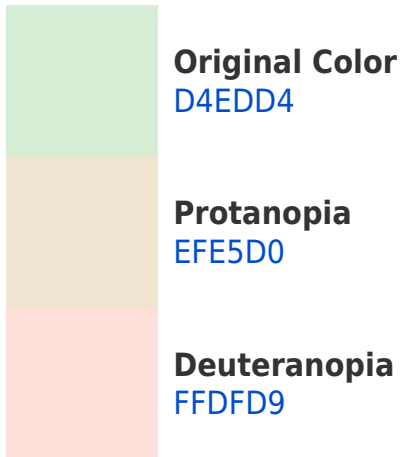 Original Color
D4EDD4
Protanopia
EFE5D0
Deuteranopia
FFDFD9